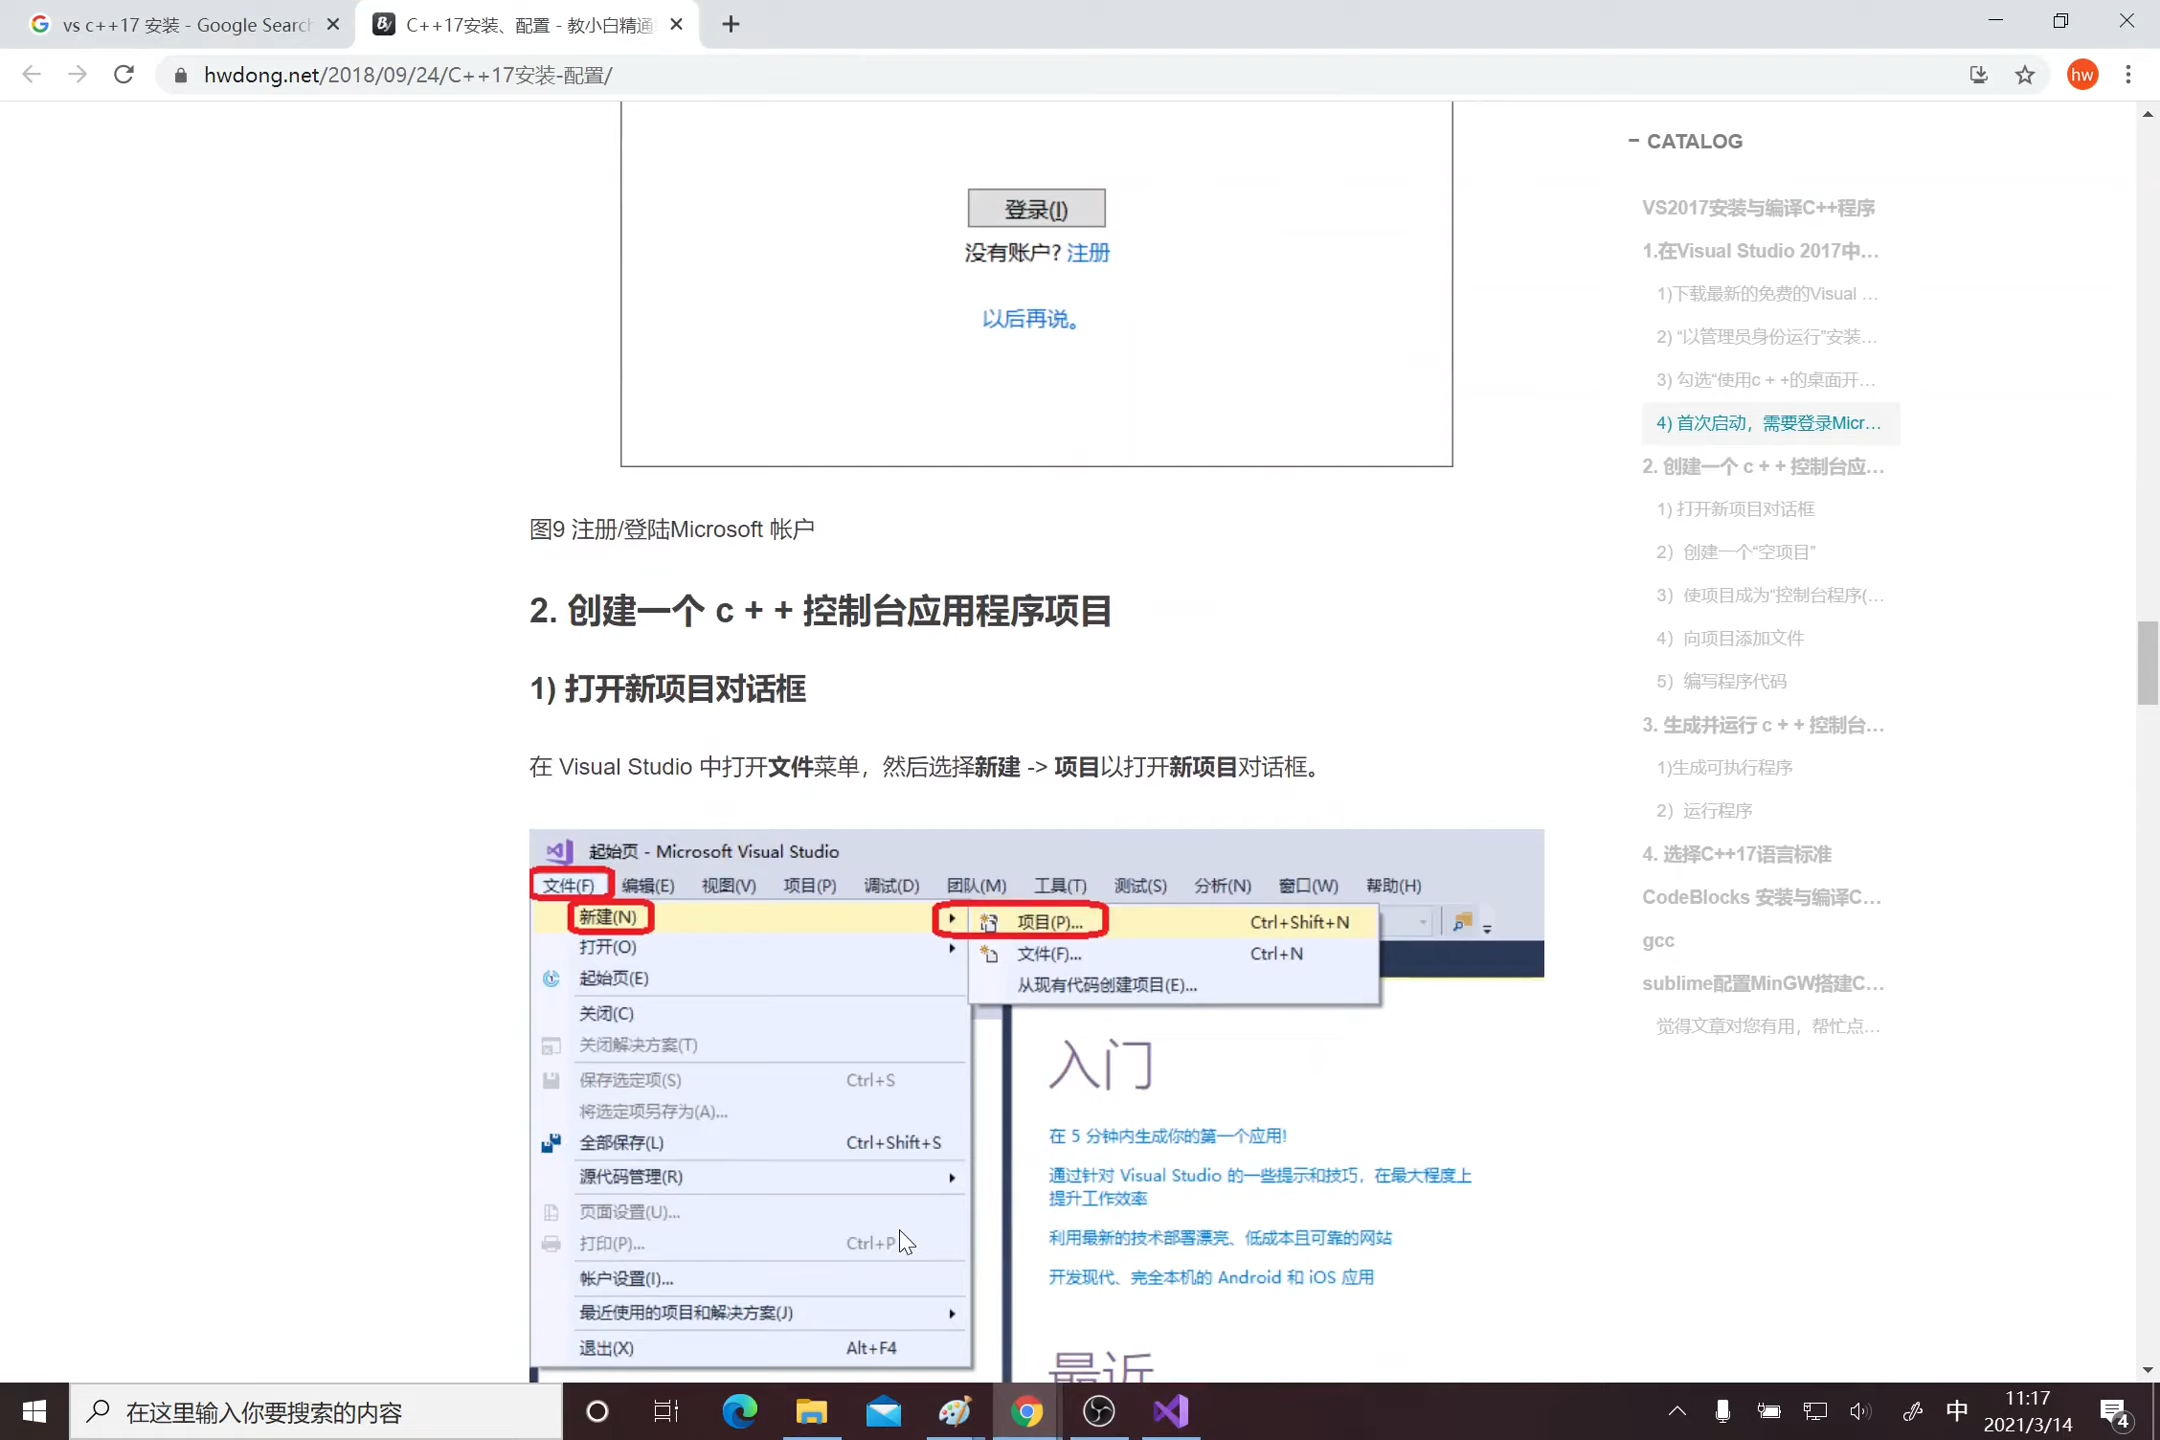 vs c++17 安装 - Google Search
C++17安装、配置 - 教小白精通
hwdong.net/2018/09/24/C++17安装-配置/
hw
登录(I)
没有账户? 注册
以后再说。
图9 注册/登陆Microsoft 帐户
2. 创建一个 c + + 控制台应用程序项目
1) 打开新项目对话框
在 Visual Studio 中打开文件菜单，然后选择新建 -> 项目以打开新项目对话框。
起始页 - Microsoft Visual Studio
文件(F) 编辑(E) 视图(V) 项目(P) 调试(D) 团队(M) 工具(T) 测试(S) 分析(N) 窗口(W) 帮助(H)
新建(N)
打开(O)
起始页(E)
关闭(C)
关闭解决方案(T)
保存选定项(S) Ctrl+S
将选定项另存为(A)...
全部保存(L) Ctrl+Shift+S
源代码管理(R)
页面设置(U)...
打印(P)... Ctrl+P
帐户设置(I)...
最近使用的项目和解决方案(J)
退出(X) Alt+F4
项目(P)... Ctrl+Shift+N
文件(F)... Ctrl+N
从现有代码创建项目(E)...
入门
在 5 分钟内生成你的第一个应用!
通过针对 Visual Studio 的一些提示和技巧，在最大程度上
提升工作效率
利用最新的技术部署漂亮、低成本且可靠的网站
开发现代、完全本机的 Android 和 iOS 应用
最近
− CATALOG
VS2017安装与编译C++程序
1.在Visual Studio 2017中...
1)下载最新的免费的Visual ...
2) “以管理员身份运行”安装...
3) 勾选“使用c + +的桌面开...
4) 首次启动，需要登录Micr...
2. 创建一个 c + + 控制台应...
1) 打开新项目对话框
2）创建一个“空项目”
3）使项目成为“控制台程序(...
4）向项目添加文件
5）编写程序代码
3. 生成并运行 c + + 控制台...
1)生成可执行程序
2）运行程序
4. 选择C++17语言标准
CodeBlocks 安装与编译C...
gcc
sublime配置MinGW搭建C...
觉得文章对您有用，帮忙点...
在这里输入你要搜索的内容
中
11:17
2021/3/14
4